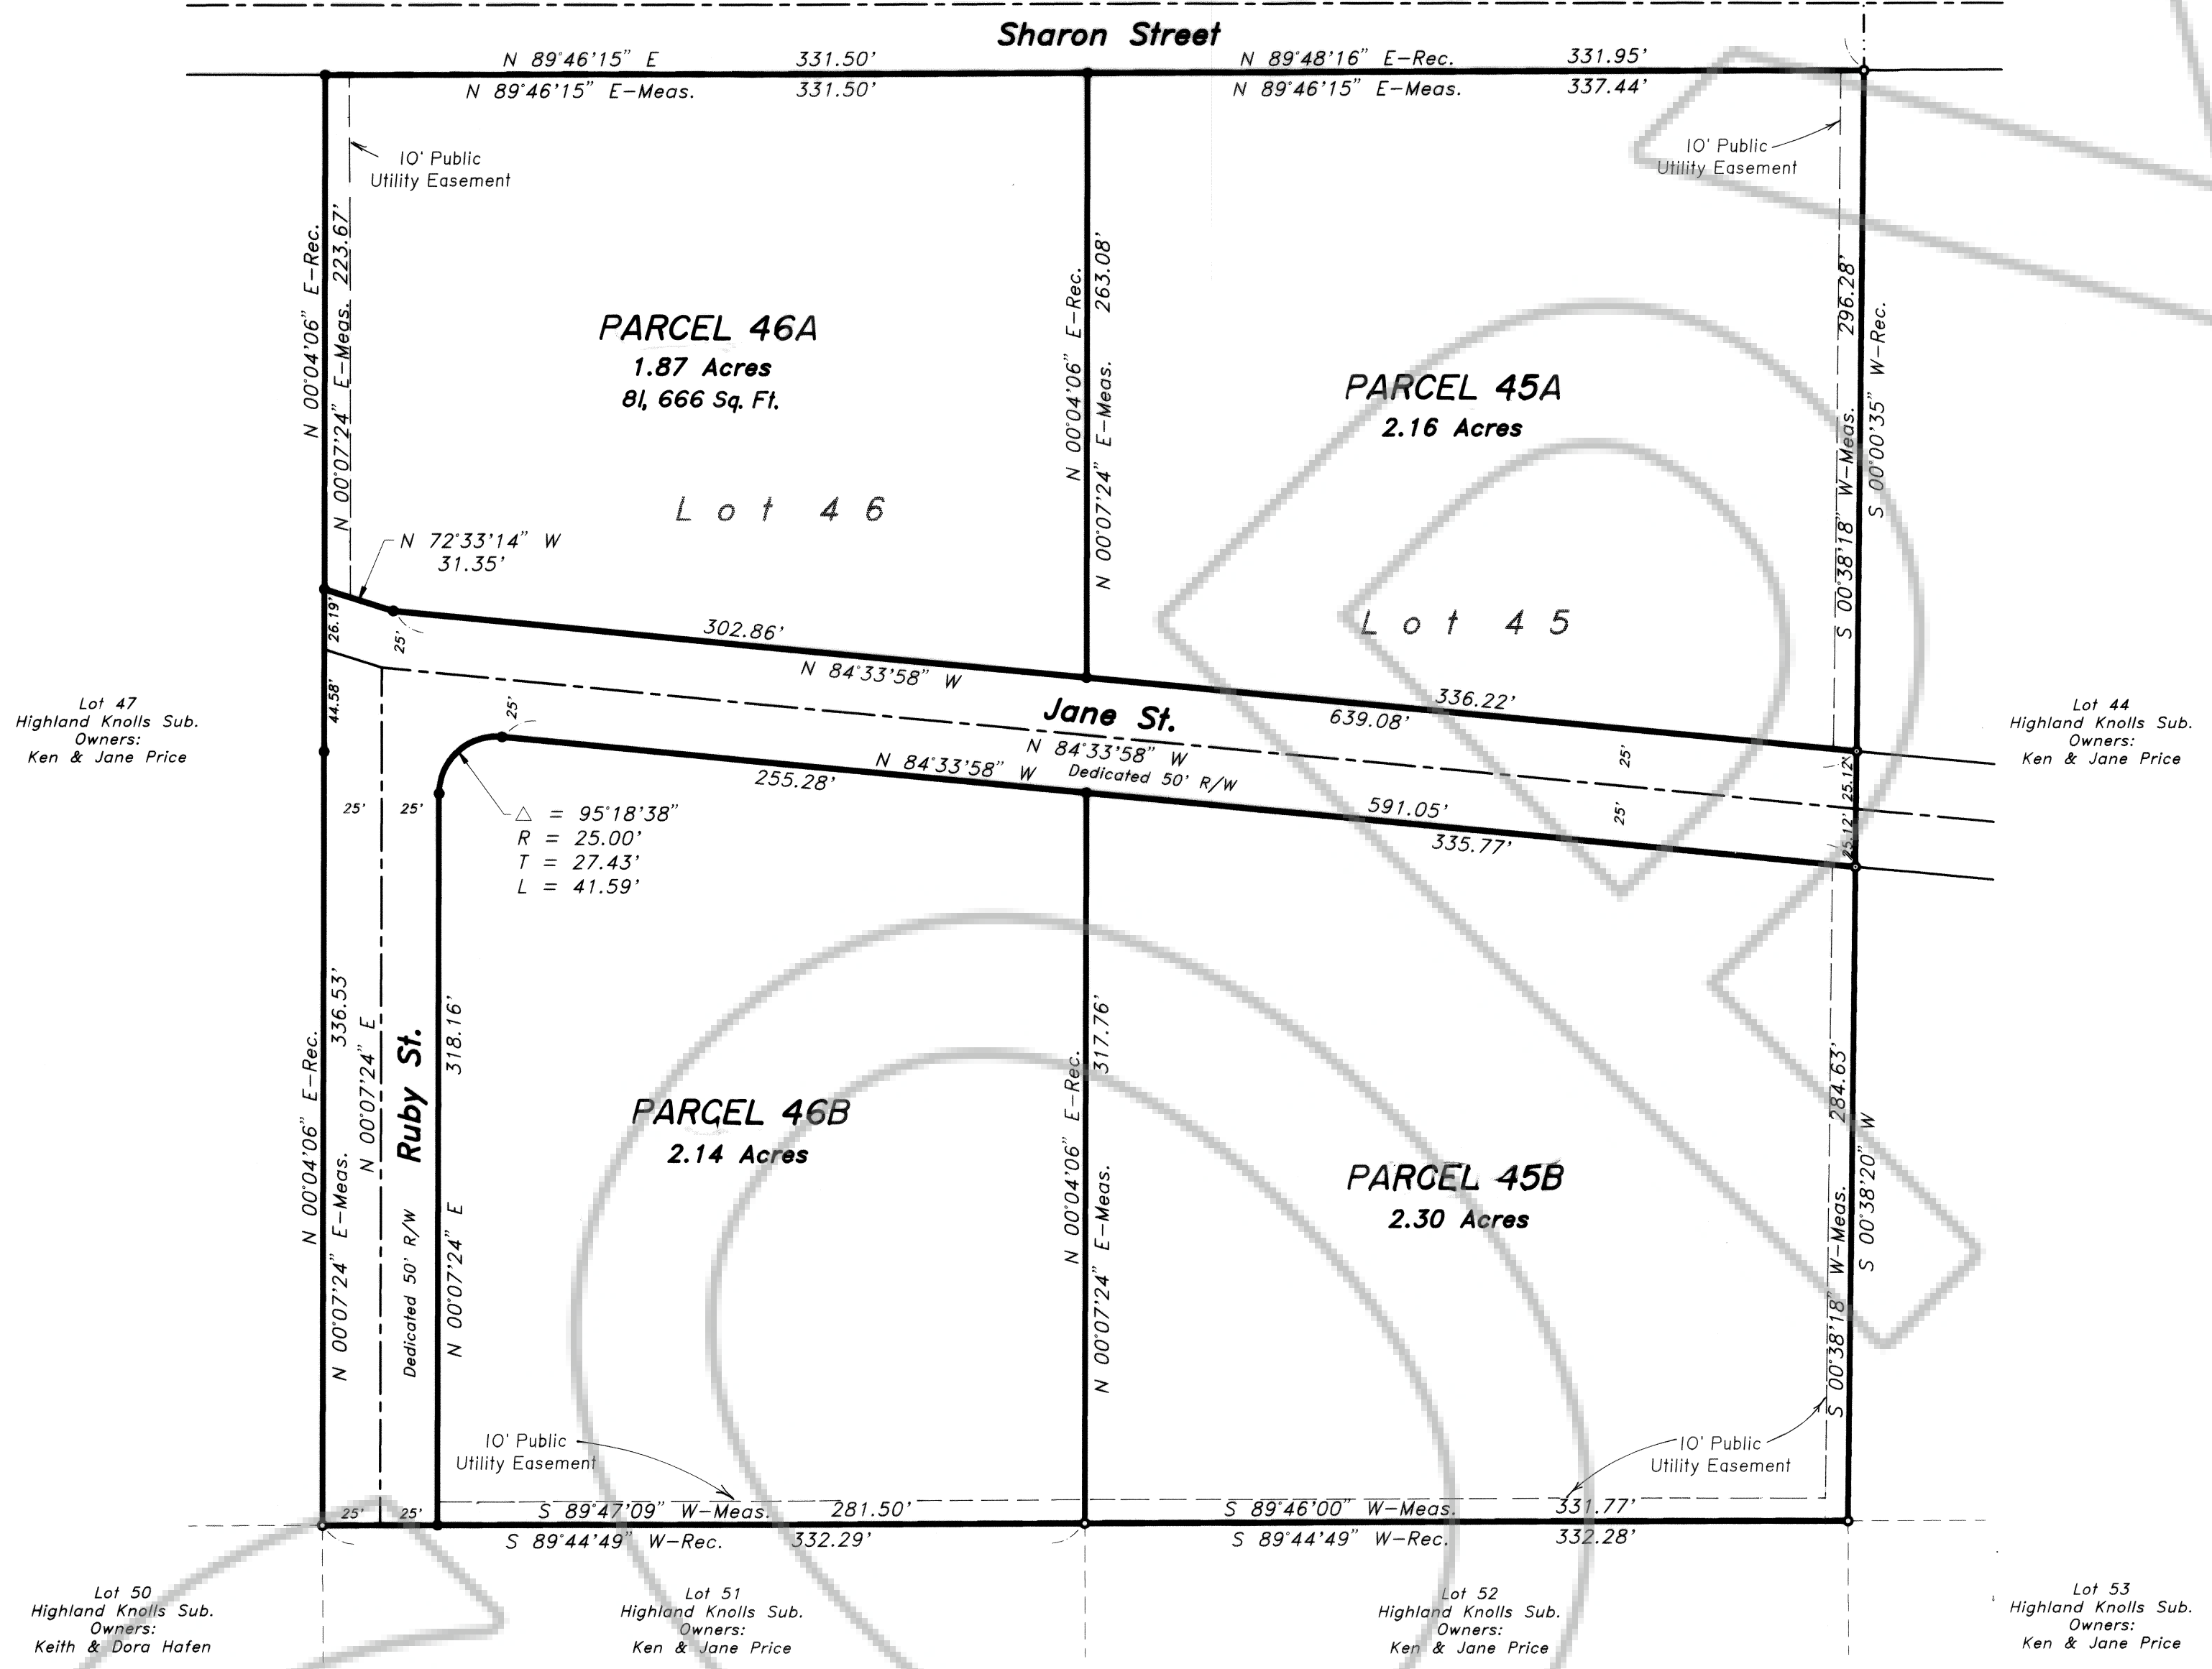 Sharon Street
N 89°46'15" E 331.50'
N 89°46'15" E-Meas. 331.50'
N 89°48'16" E-Rec. 331.95'
N 89°46'15" E-Meas. 337.44'
10' Public
Utility Easement
10' Public
Utility Easement
N 00°04'06" E-Rec.
N 00°07'24" E-Meas. 223.67'
PARCEL 46A
1.87 Acres
81,666 Sq. Ft.
Lot 46
N 00°04'06" E-Rec.
N 00°07'24" E-Meas. 263.08'
PARCEL 45A
2.16 Acres
Lot 45
S 00°38'18" W-Meas. 296.28'
S 00°00'35" W-Rec.
N 72°33'14" W
31.35'
26.19'
25'
302.86'
N 84°33'58" W
336.22'
639.08'
Jane St.
N 84°33'58" W
Dedicated 50' R/W
25'
25'
25.12'
25.12'
44.58'
25'
N 84°33'58" W
255.28'
591.05'
335.77'
Lot 47
Highland Knolls Sub.
Owners:
Ken & Jane Price
Lot 44
Highland Knolls Sub.
Owners:
Ken & Jane Price
25' 25'
△ = 95°18'38"
R = 25.00'
T = 27.43'
L = 41.59'
N 00°04'06" E-Rec.
N 00°07'24" E-Meas. 336.53'
N 00°07'24" E
Dedicated 50' R/W Ruby St.
N 00°07'24" E 318.16'
PARCEL 46B
2.14 Acres
N 00°04'06" E-Rec.
N 00°07'24" E-Meas. 317.76'
PARCEL 45B
2.30 Acres
S 00°38'18" W-Meas. 284.63'
S 00°38'20" W
10' Public
Utility Easement
10' Public
Utility Easement
25' 25'
S 89°47'09" W-Meas. 281.50'
S 89°44'49" W-Rec. 332.29'
S 89°46'00" W-Meas. 331.77'
S 89°44'49" W-Rec. 332.28'
Lot 50
Highland Knolls Sub.
Owners:
Keith & Dora Hafen
Lot 51
Highland Knolls Sub.
Owners:
Ken & Jane Price
Lot 52
Highland Knolls Sub.
Owners:
Ken & Jane Price
Lot 53
Highland Knolls Sub.
Owners:
Ken & Jane Price